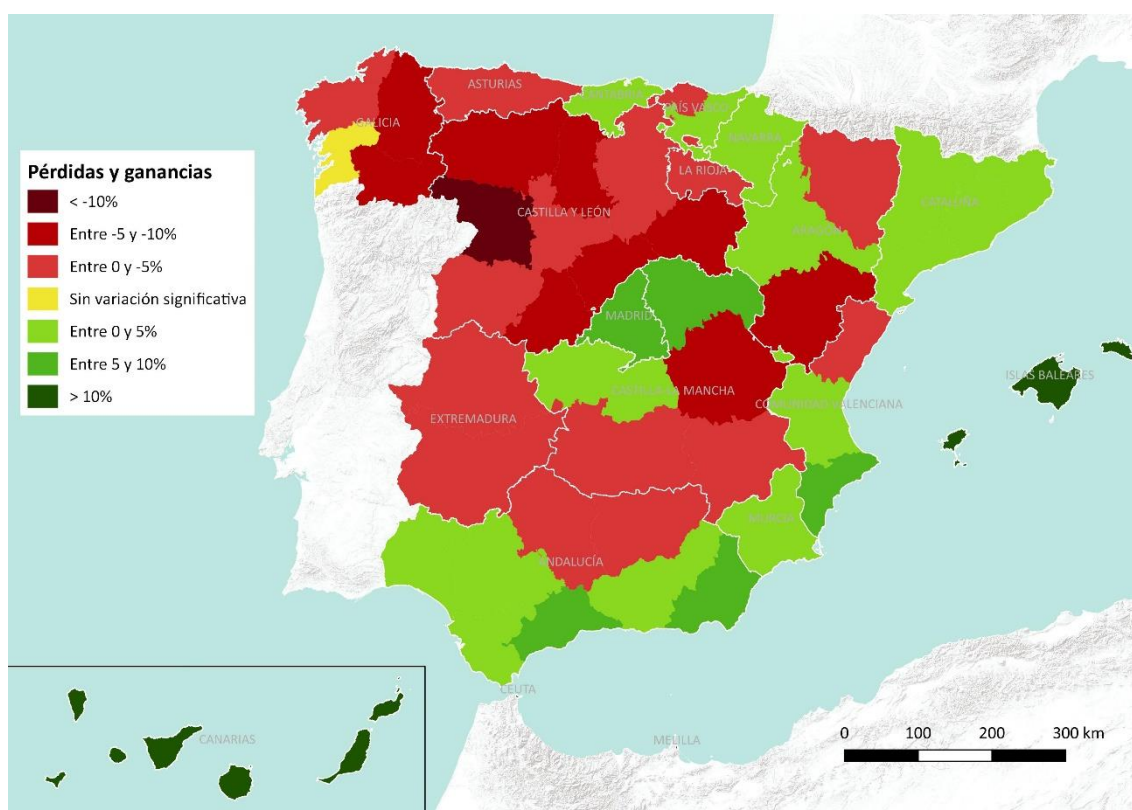 ASTURIAS
CANTABRIA
PAÍS VASCO
GALICIA
NAVARRA
LA RIOJA
Pérdidas y ganancias
< -10%
Entre -5 y -10%
Entre 0 y -5%
Sin variación significativa
Entre 0 y 5%
Entre 5 y 10%
> 10%
CASTILLA Y LEÓN
CATALUÑA
ARAGÓN
MADRID
ISLAS BALEARES
CASTILLA-LA MANCHA
COMUNIDAD VALENCIANA
EXTREMADURA
MURCIA
ANDALUCÍA
CEUTA
MELILLA
CANARIAS
0 100 200 300 km